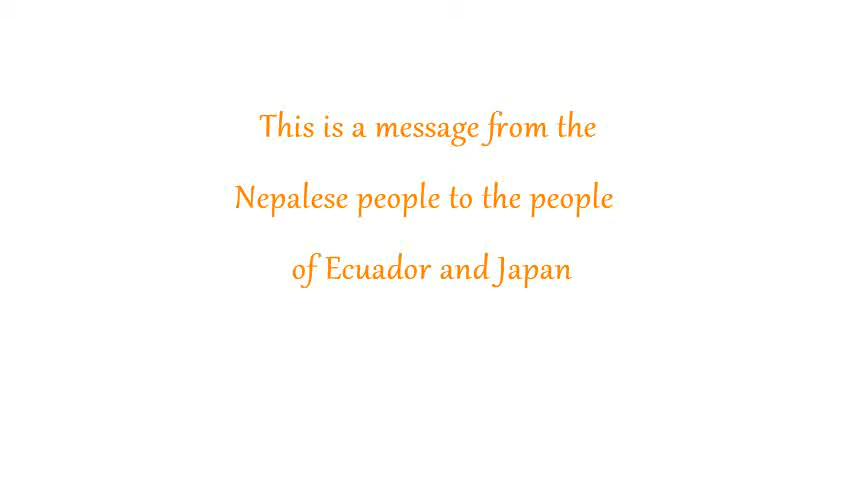 This is a message from the
Nepalese people to the people
of Ecuador and Japan